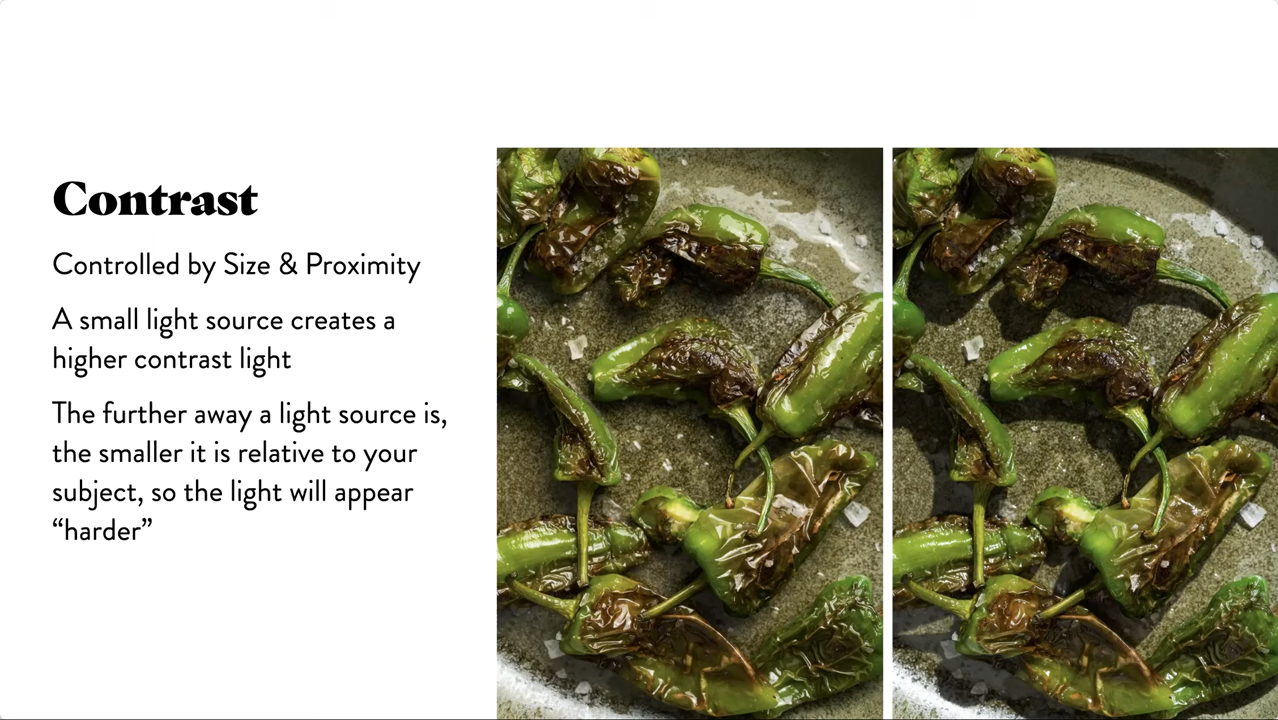 Contrast
Controlled by Size & Proximity
A small light source creates a
higher contrast light
The further away a light source is,
the smaller it is relative to your
subject, so the light will appear
“harder”